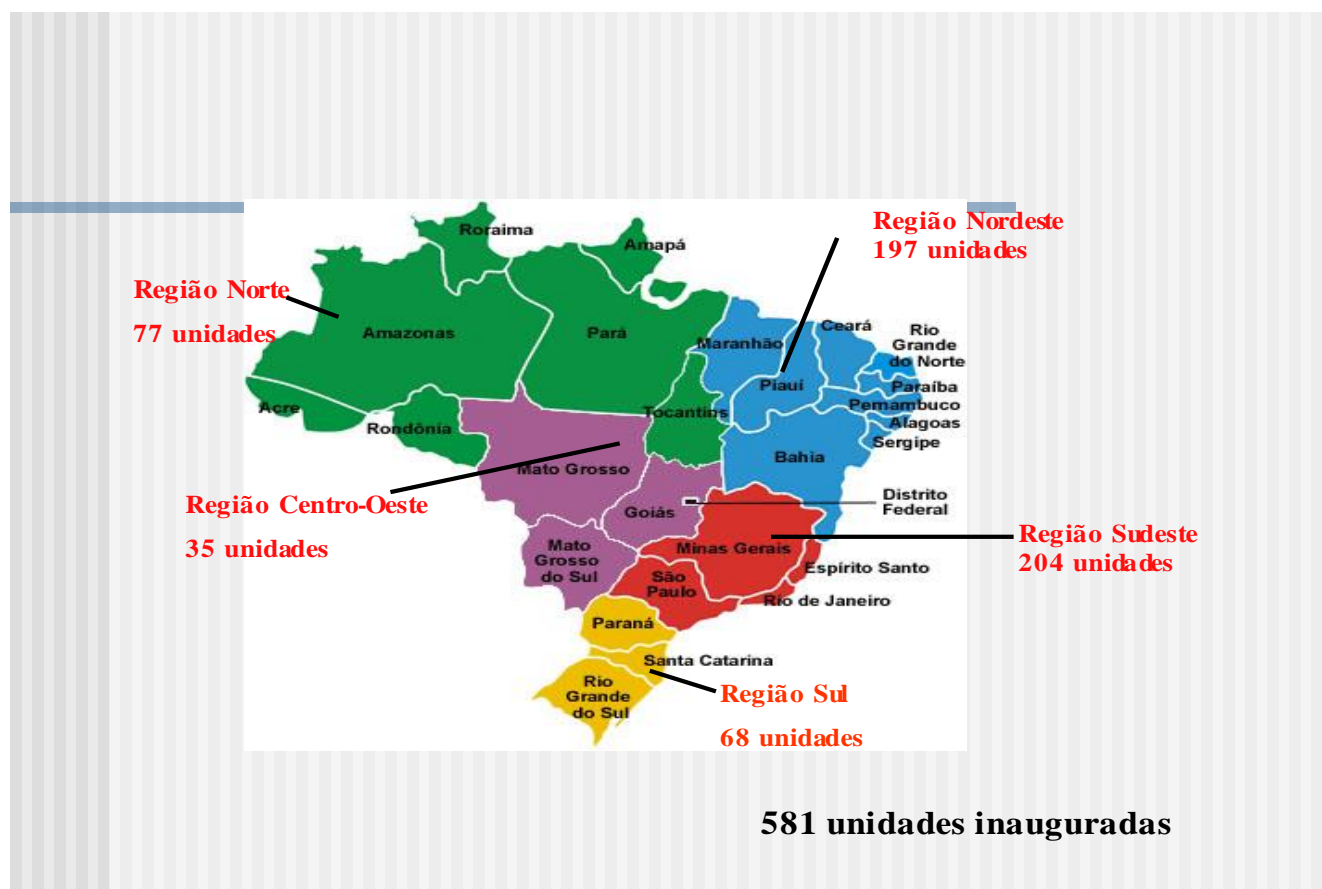 Região Nordeste
197 unidades
Roraima
Amapá
Região Norte
77 unidades
Amazonas
Pará
Maranhão
Ceará
Rio
Grande
do Norte
Piauí
Paraíba
Pernambuco
Alagoas
Sergipe
Acre
Rondônia
Tocantins
Bahia
Mato Grosso
Região Centro-Oeste
35 unidades
Goiás
Distrito
Federal
Mato
Grosso
do Sul
Minas Gerais
Região Sudeste
204 unidades
Espírito Santo
São
Paulo
Rio de Janeiro
Paraná
Santa Catarina
Rio
Grande
do Sul
Região Sul
68 unidades
581 unidades inauguradas